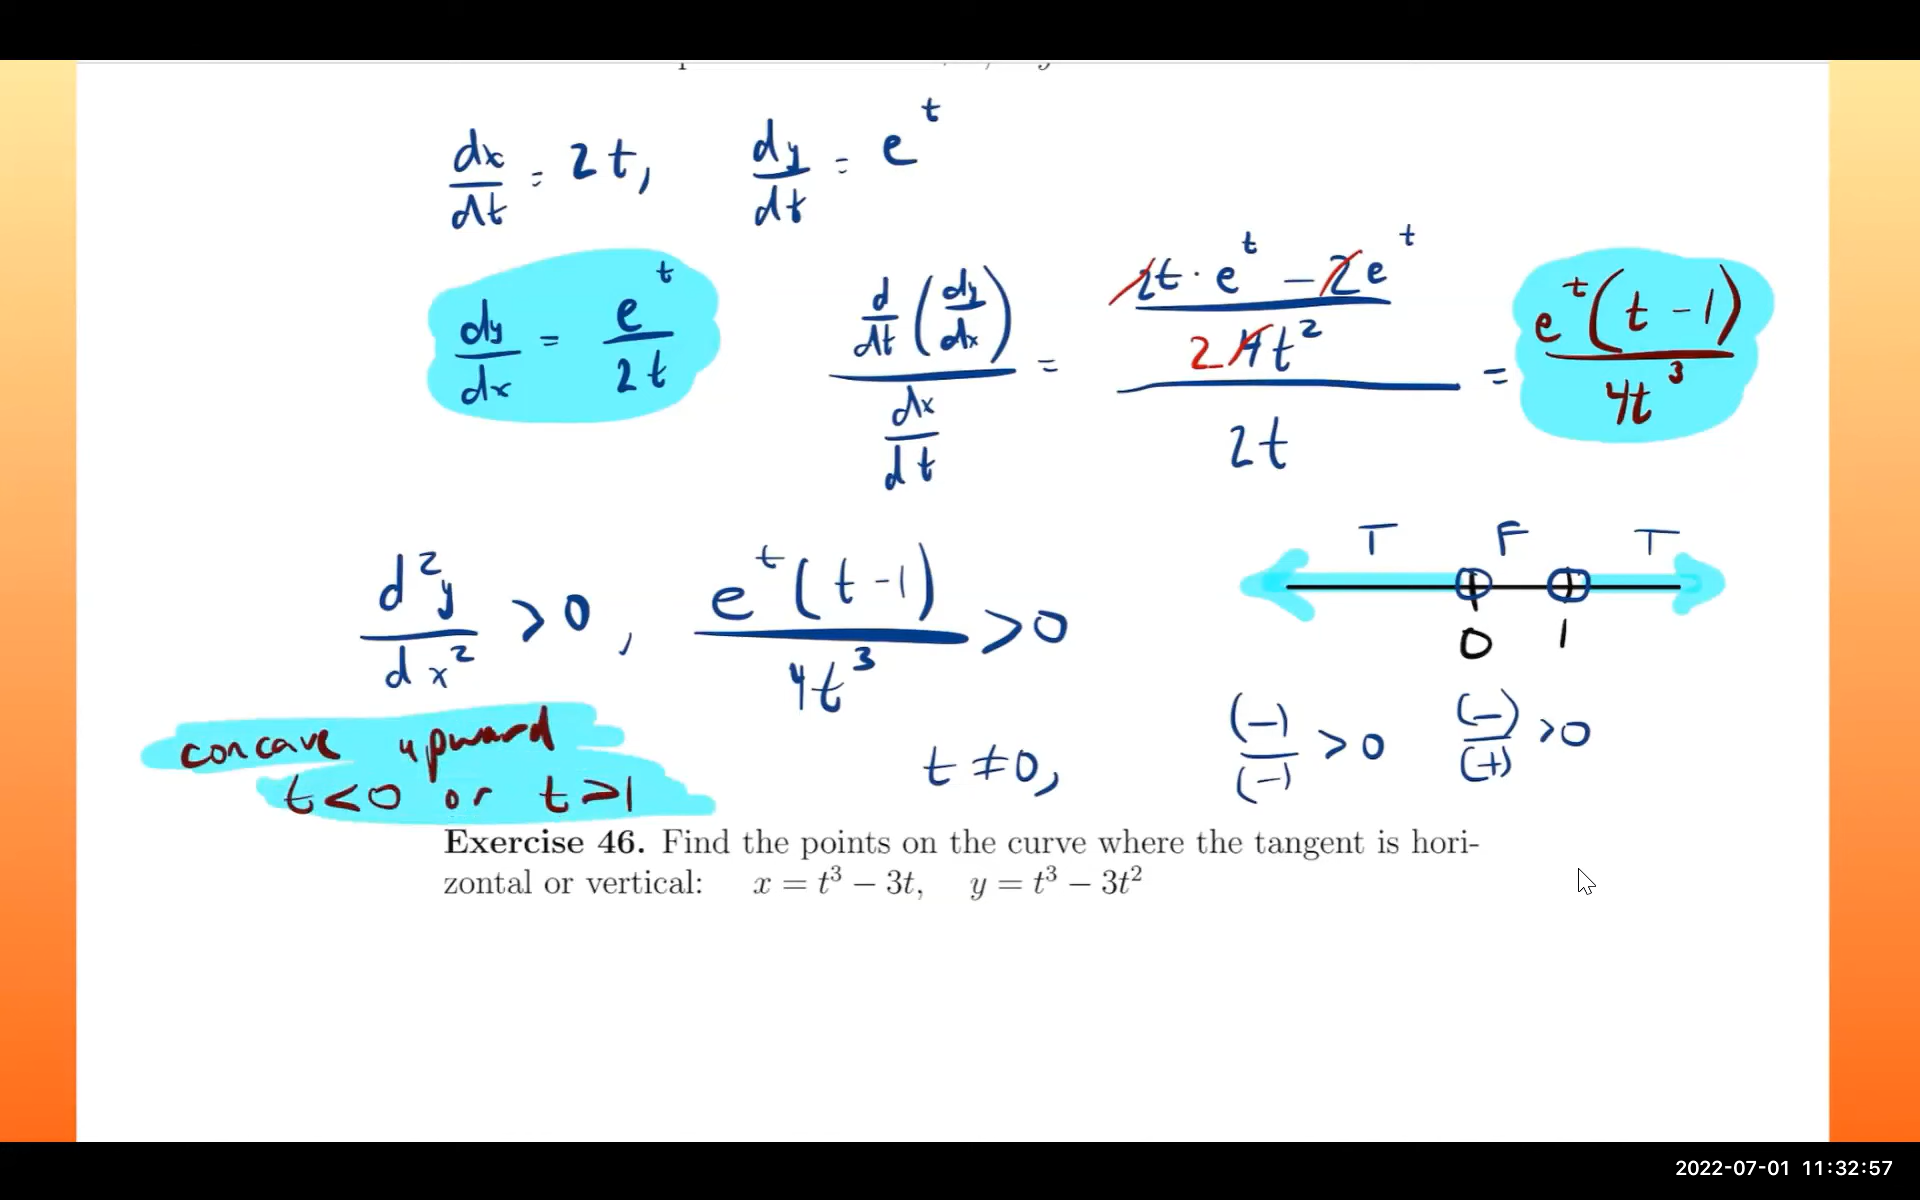 dx/dt = 2t, dy/dt = e^t
dy/dx = e^t/2t
d/dt (dy/dx) / dx/dt = (2t · e^t − 2e^t / 2 4t²) / 2t = e^t(t − 1)/4t³
T F T
0 1
d²y/dx² > 0, e^t(t − 1)/4t³ > 0
(−)/(−) > 0 (−)/(+) > 0
concave upward
t < 0 or t > 1
t ≠ 0,
Exercise 46. Find the points on the curve where the tangent is hori-
zontal or vertical: x = t³ − 3t, y = t³ − 3t²
2022-07-01 11:32:57